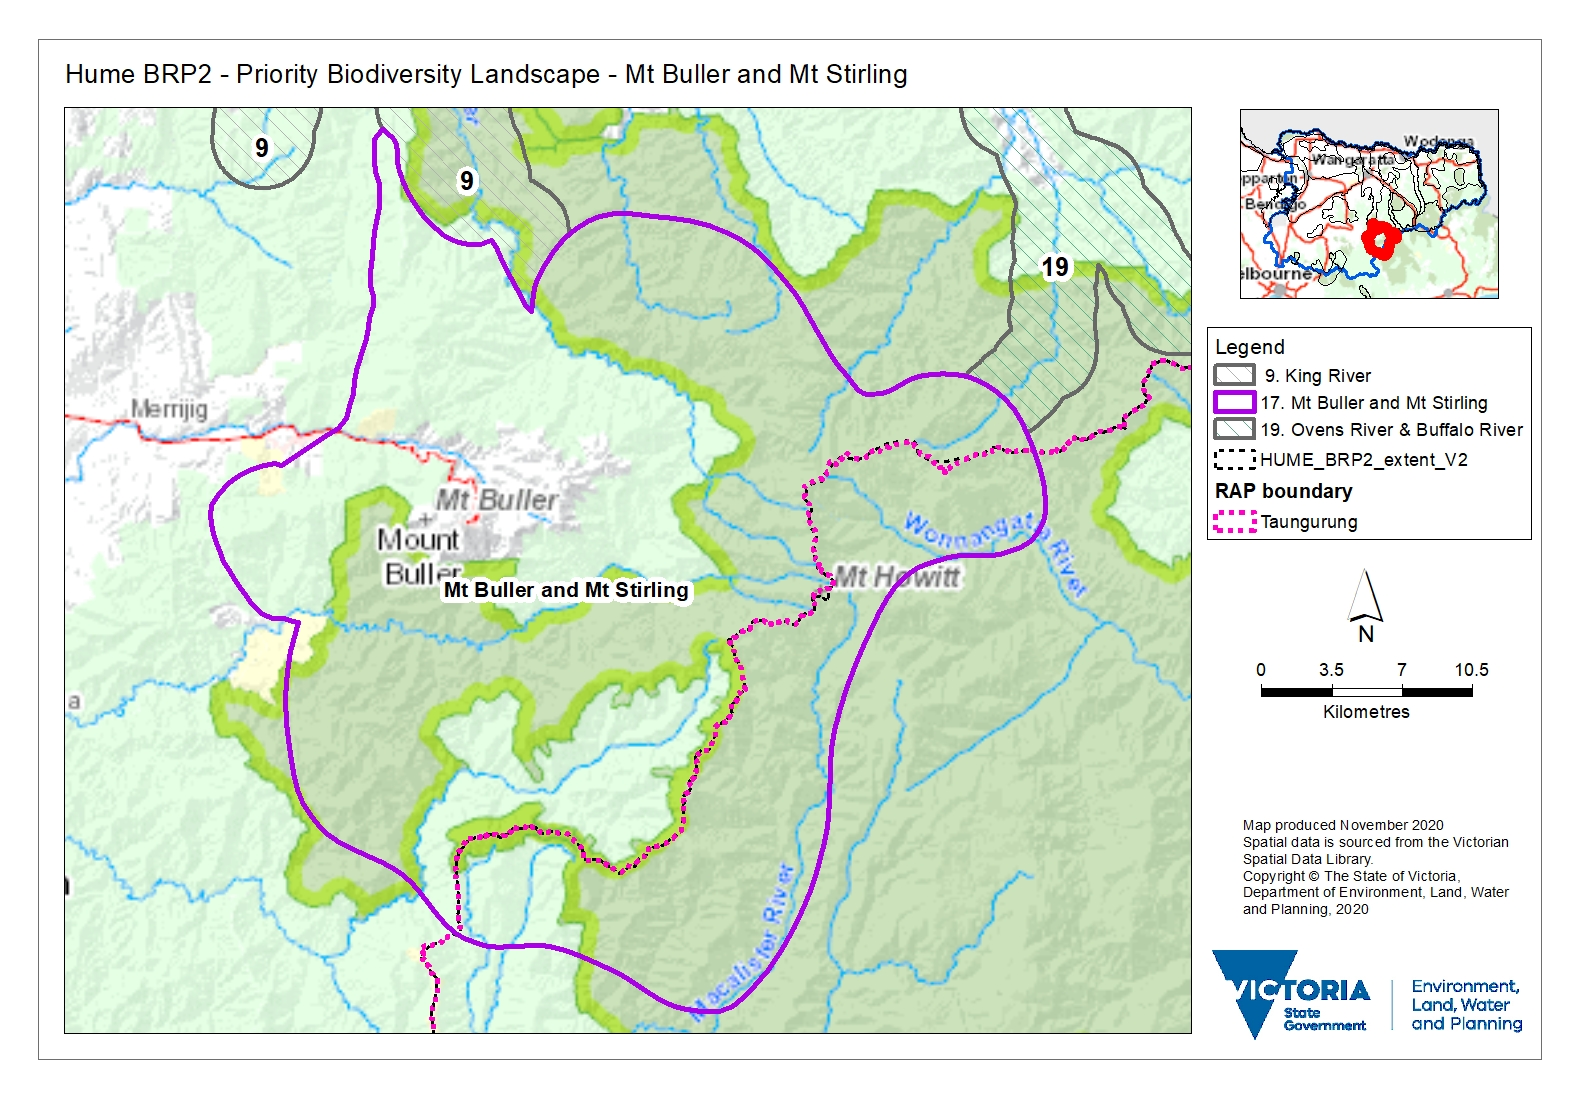 Hume BRP2 - Priority Biodiversity Landscape - Mt Buller and Mt Stirling
9
9
19
Merrijig
Mt Buller
Mount
Buller
Mt Buller and Mt Stirling
Wonnangatta River
Mt Howitt
a
Macalister River
Wodonga
Wangaratta
epparton
Bendigo
elbourne
Legend
9. King River
17. Mt Buller and Mt Stirling
19. Ovens River & Buffalo River
HUME_BRP2_extent_V2
RAP boundary
Taungurung
N
0 3.5 7 10.5
Kilometres
Map produced November 2020
Spatial data is sourced from the Victorian
Spatial Data Library.
Copyright © The State of Victoria,
Department of Environment, Land, Water
and Planning, 2020
VICTORIA
State
Government
Environment,
Land, Water
and Planning